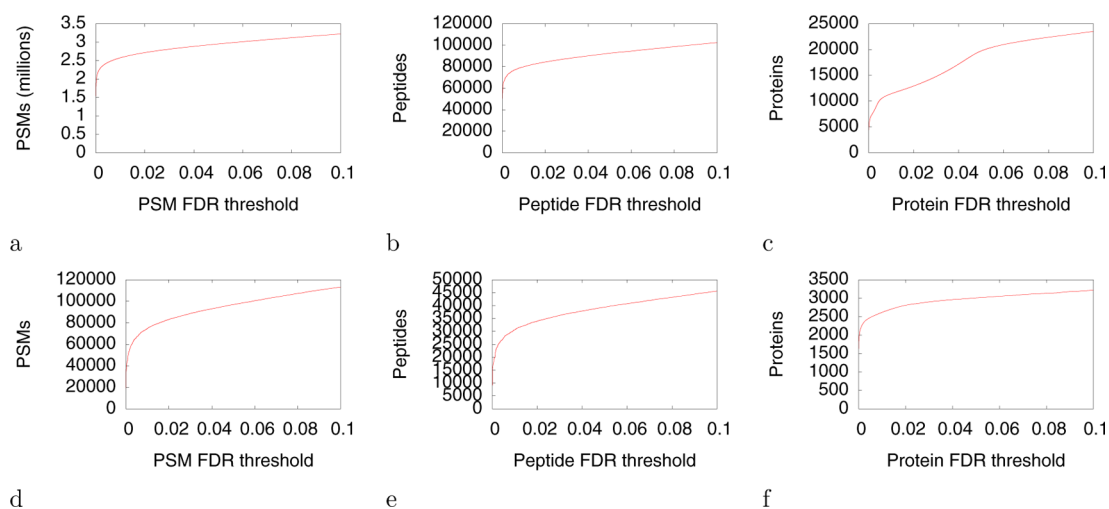 PSMs (millions)
3.5
3
2.5
2
1.5
1
0.5
0
0 0.02 0.04 0.06 0.08 0.1
PSM FDR threshold
a
Peptides
120000
100000
80000
60000
40000
20000
0
0 0.02 0.04 0.06 0.08 0.1
Peptide FDR threshold
b
Proteins
25000
20000
15000
10000
5000
0
0 0.02 0.04 0.06 0.08 0.1
Protein FDR threshold
c
PSMs
120000
100000
80000
60000
40000
20000
0
0 0.02 0.04 0.06 0.08 0.1
PSM FDR threshold
d
Peptides
50000
45000
40000
35000
30000
25000
20000
15000
10000
5000
0
0 0.02 0.04 0.06 0.08 0.1
Peptide FDR threshold
e
Proteins
3500
3000
2500
2000
1500
1000
500
0
0 0.02 0.04 0.06 0.08 0.1
Protein FDR threshold
f